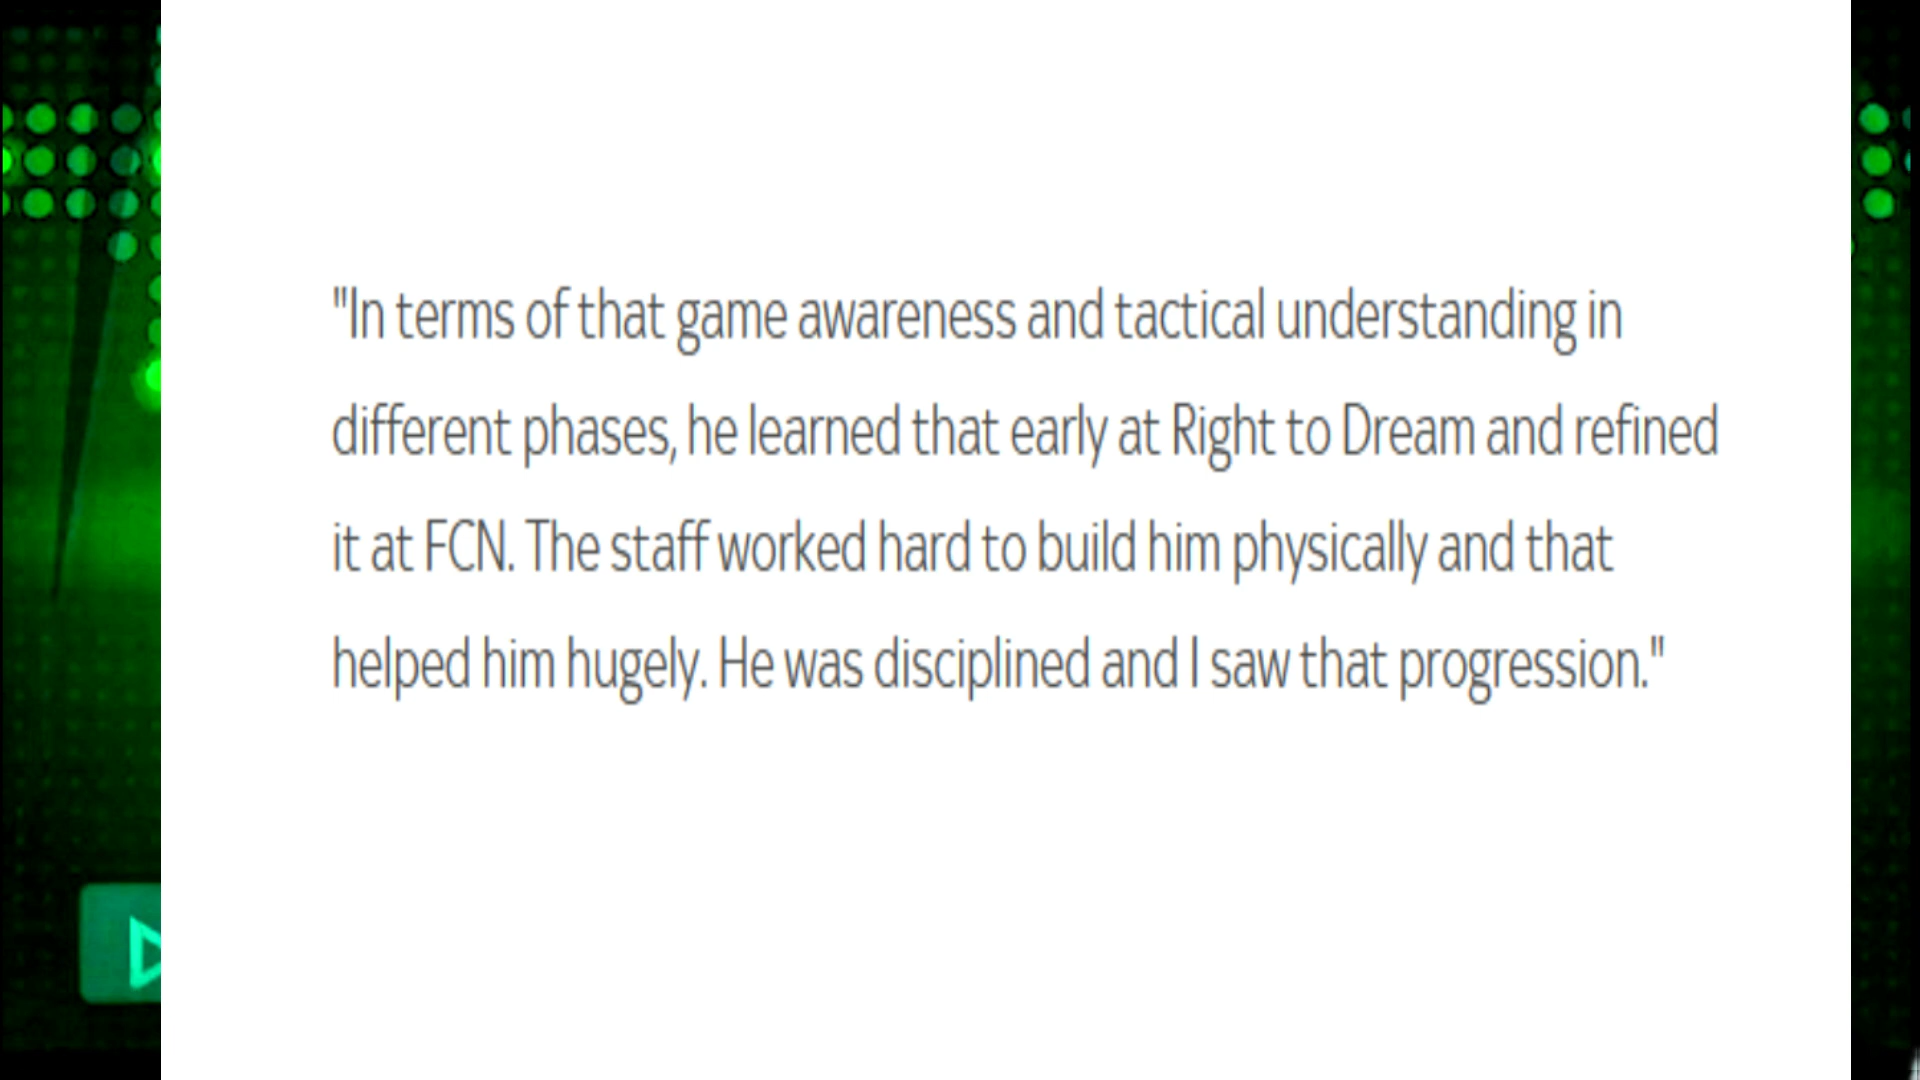 "In terms of that game awareness and tactical understanding in
different phases, he learned that early at Right to Dream and refined
it at FCN. The staff worked hard to build him physically and that
helped him hugely. He was disciplined and I saw that progression."